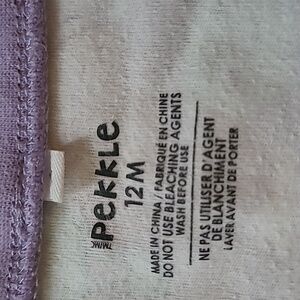 Pekkle
12 M
MADE IN CHINA / FABRIQUÉ EN CHINE
DO NOT USE BLEACHING AGENTS
WASH BEFORE USE
NE PAS UTILISER D'AGENT
DE BLANCHIMENT
LAVER AVANT DE PORTER